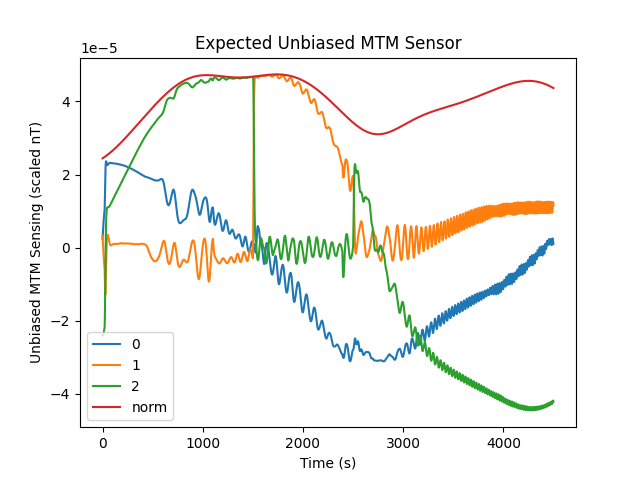 Expected Unbiased MTM Sensor
1e−5
4
2
0
−2
−4
Unbiased MTM Sensing (scaled nT)
0
1
2
norm
0 1000 2000 3000 4000
Time (s)